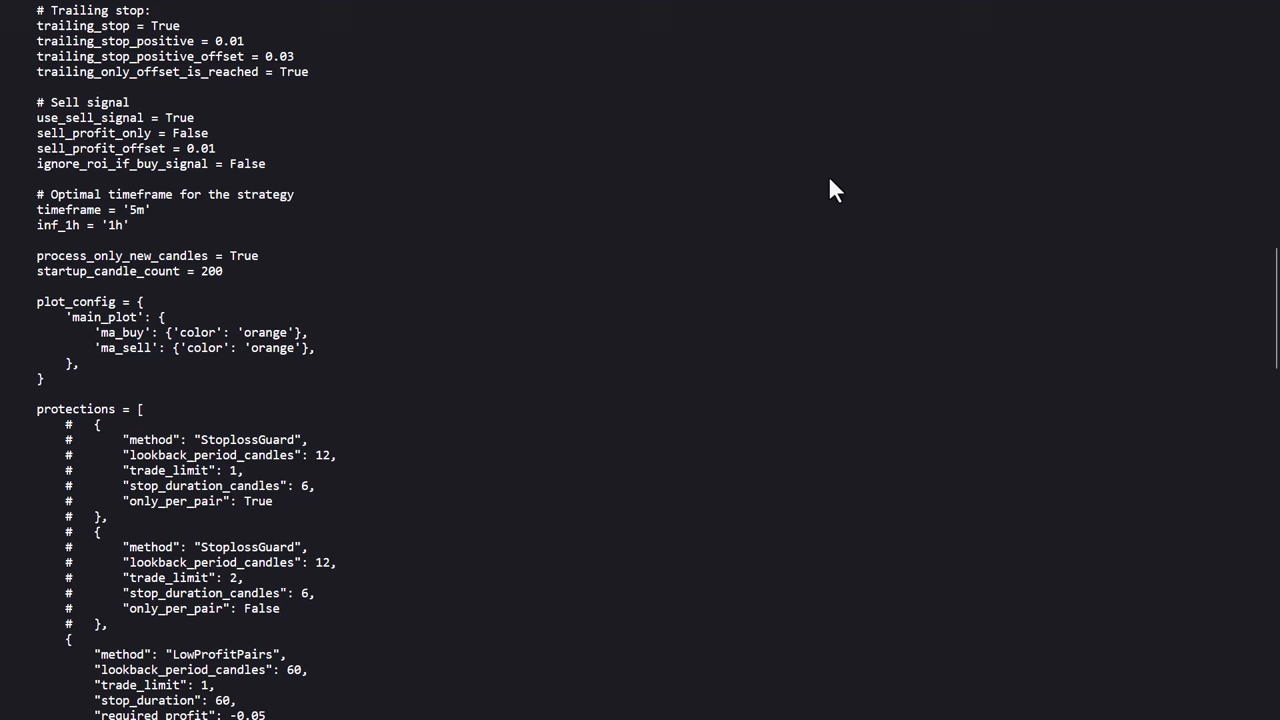 # Trailing stop:
trailing_stop = True
trailing_stop_positive = 0.01
trailing_stop_positive_offset = 0.03
trailing_only_offset_is_reached = True
# Sell signal
use_sell_signal = True
sell_profit_only = False
sell_profit_offset = 0.01
ignore_roi_if_buy_signal = False
# Optimal timeframe for the strategy
timeframe = '5m'
inf_1h = '1h'
process_only_new_candles = True
startup_candle_count = 200
plot_config = {
    'main_plot': {
        'ma_buy': {'color': 'orange'},
        'ma_sell': {'color': 'orange'},
    },
}
protections = [
    #   {
    #       "method": "StoplossGuard",
    #       "lookback_period_candles": 12,
    #       "trade_limit": 1,
    #       "stop_duration_candles": 6,
    #       "only_per_pair": True
    #   },
    #   {
    #       "method": "StoplossGuard",
    #       "lookback_period_candles": 12,
    #       "trade_limit": 2,
    #       "stop_duration_candles": 6,
    #       "only_per_pair": False
    #   },
    {
        "method": "LowProfitPairs",
        "lookback_period_candles": 60,
        "trade_limit": 1,
        "stop_duration": 60,
        "required_profit": -0.05